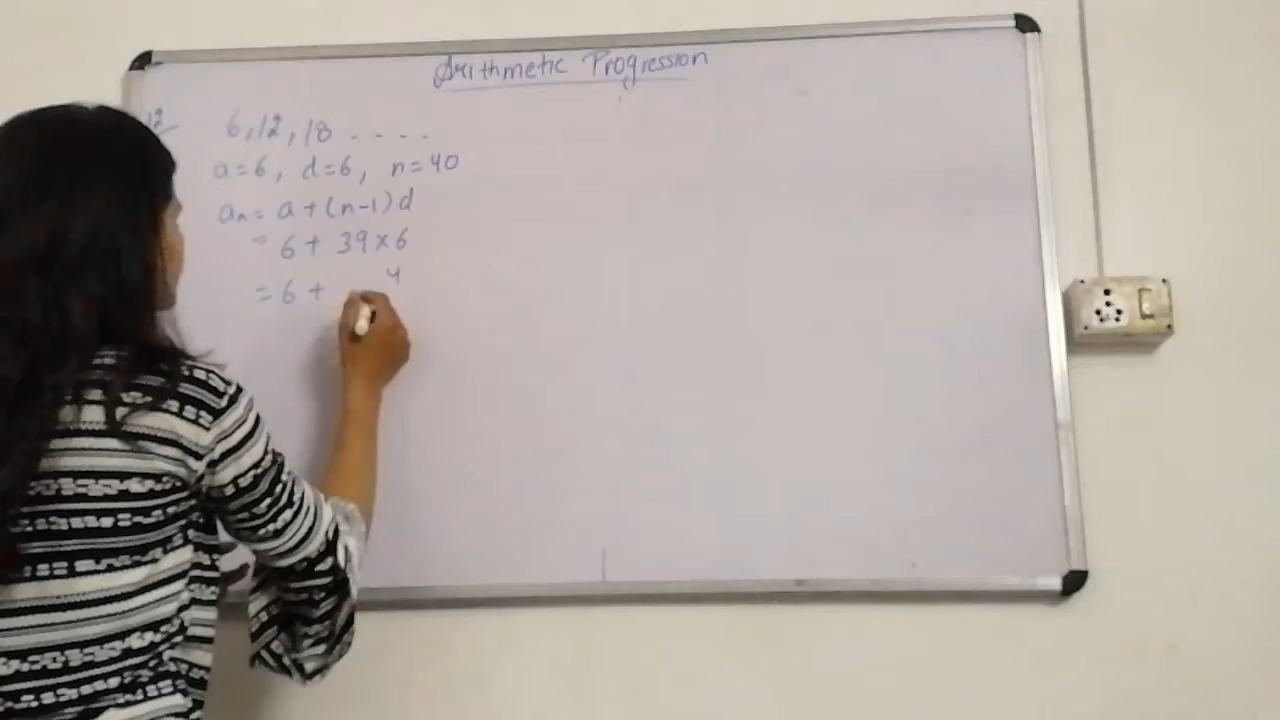 Arithmetic Progression
12
6, 12, 18 ....
a=6, d=6, n=40
aₙ = a + (n-1) d
= 6 + 39 × 6
= 6 + 4